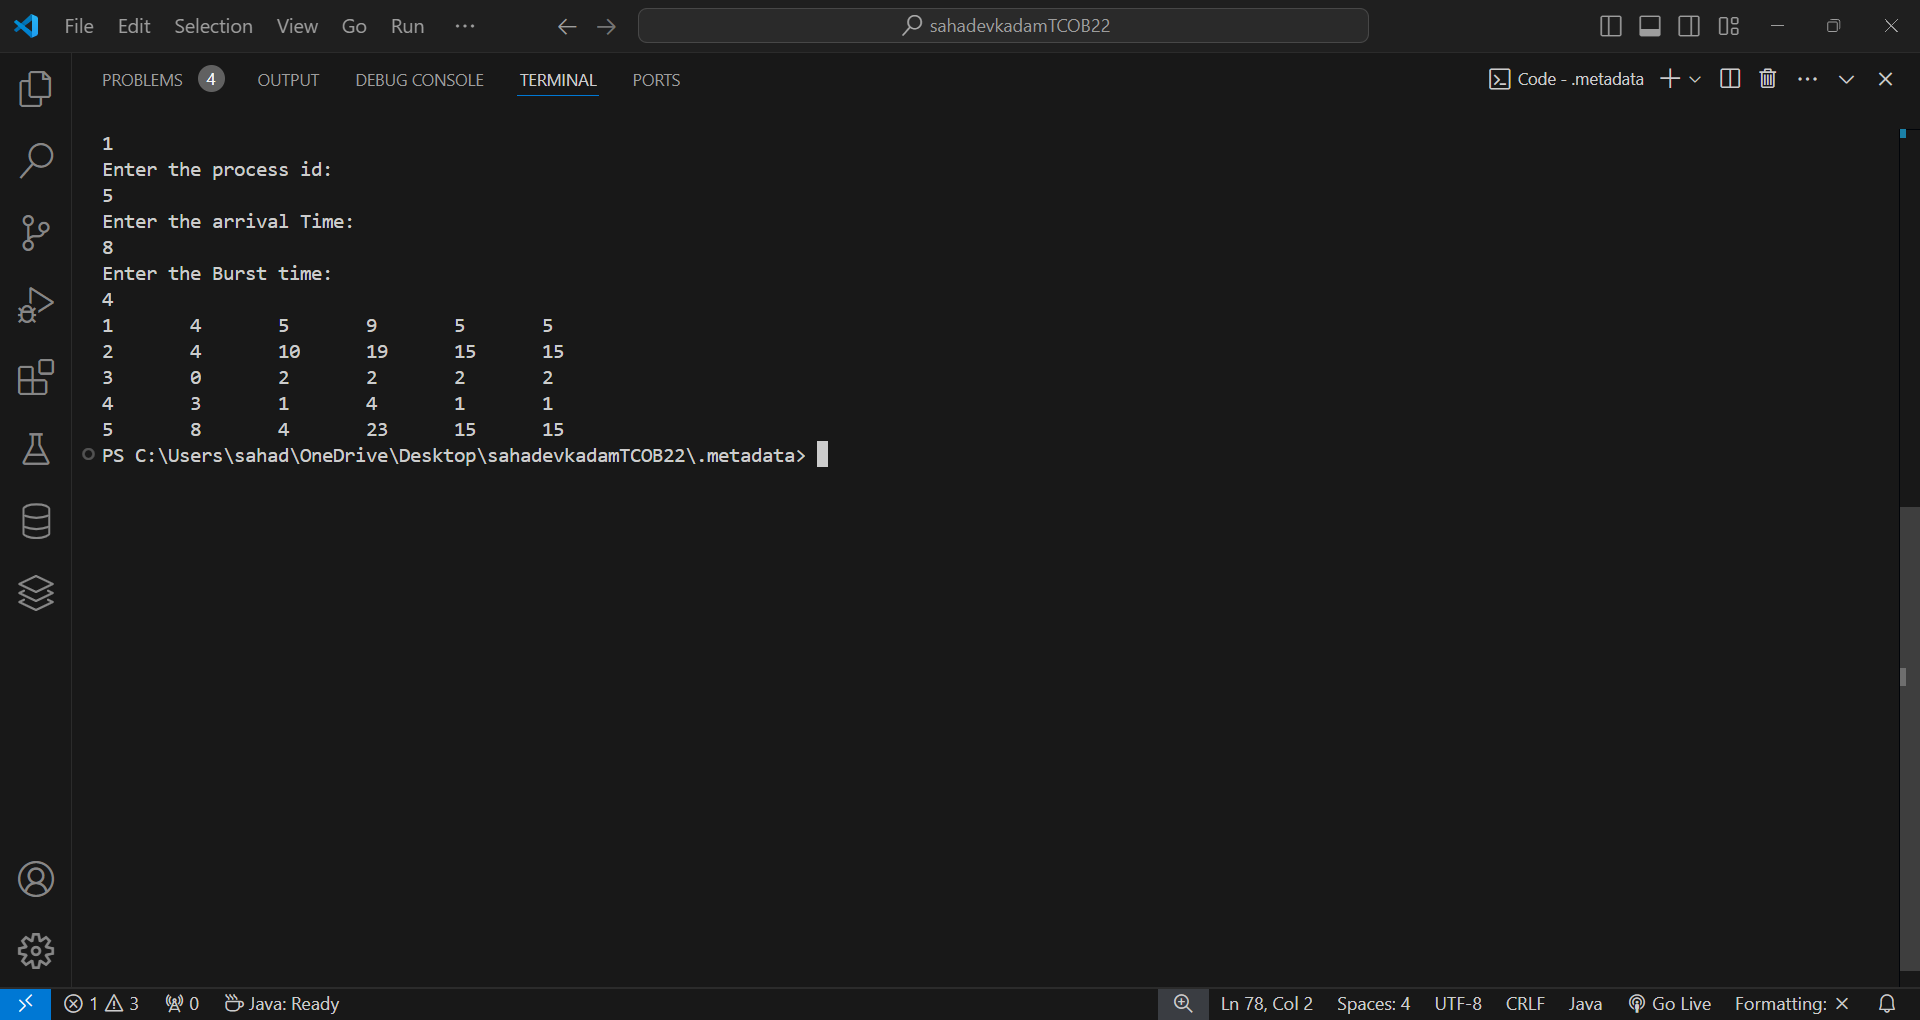 File Edit Selection View Go Run ··· sahadevkadamTCOB22
PROBLEMS 4 OUTPUT DEBUG CONSOLE TERMINAL PORTS Code - .metadata
1
Enter the process id:
5
Enter the arrival Time:
8
Enter the Burst time:
4
1 4 5 9 5 5
2 4 10 19 15 15
3 0 2 2 2 2
4 3 1 4 1 1
5 8 4 23 15 15
PS C:\Users\sahad\OneDrive\Desktop\sahadevkadamTCOB22\.metadata>
1 3 0 Java: Ready Ln 78, Col 2 Spaces: 4 UTF-8 CRLF Java Go Live Formatting: ×